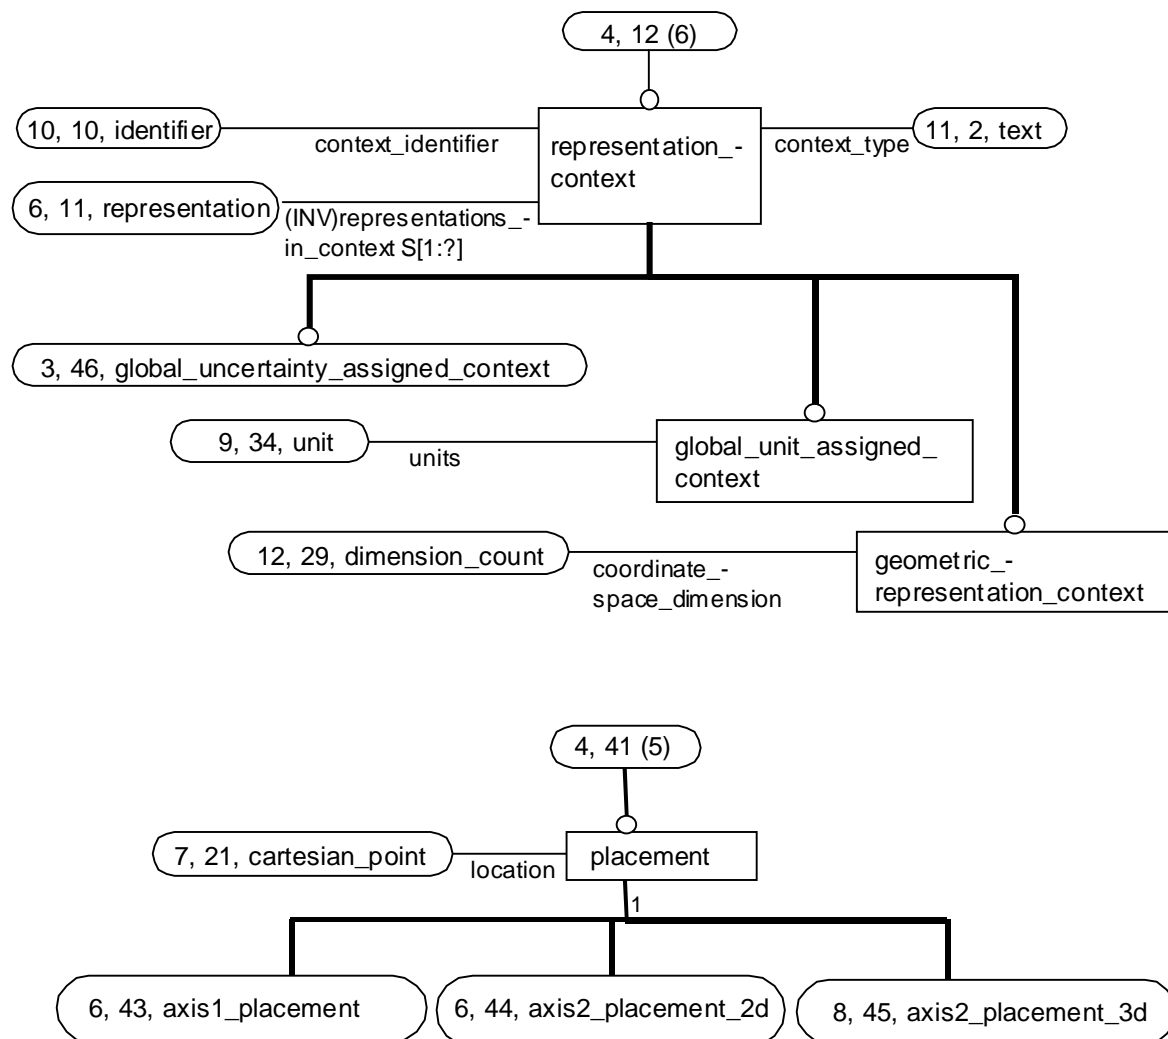 4, 12 (6)
10, 10, identifier
context_identifier
representation_-
context
context_type
11, 2, text
6, 11, representation
(INV)representations_-
in_context S[1:?]
3, 46, global_uncertainty_assigned_context
9, 34, unit
units
global_unit_assigned_
context
12, 29, dimension_count
coordinate_-
space_dimension
geometric_-
representation_context
4, 41 (5)
7, 21, cartesian_point
location
placement
1
6, 43, axis1_placement
6, 44, axis2_placement_2d
8, 45, axis2_placement_3d